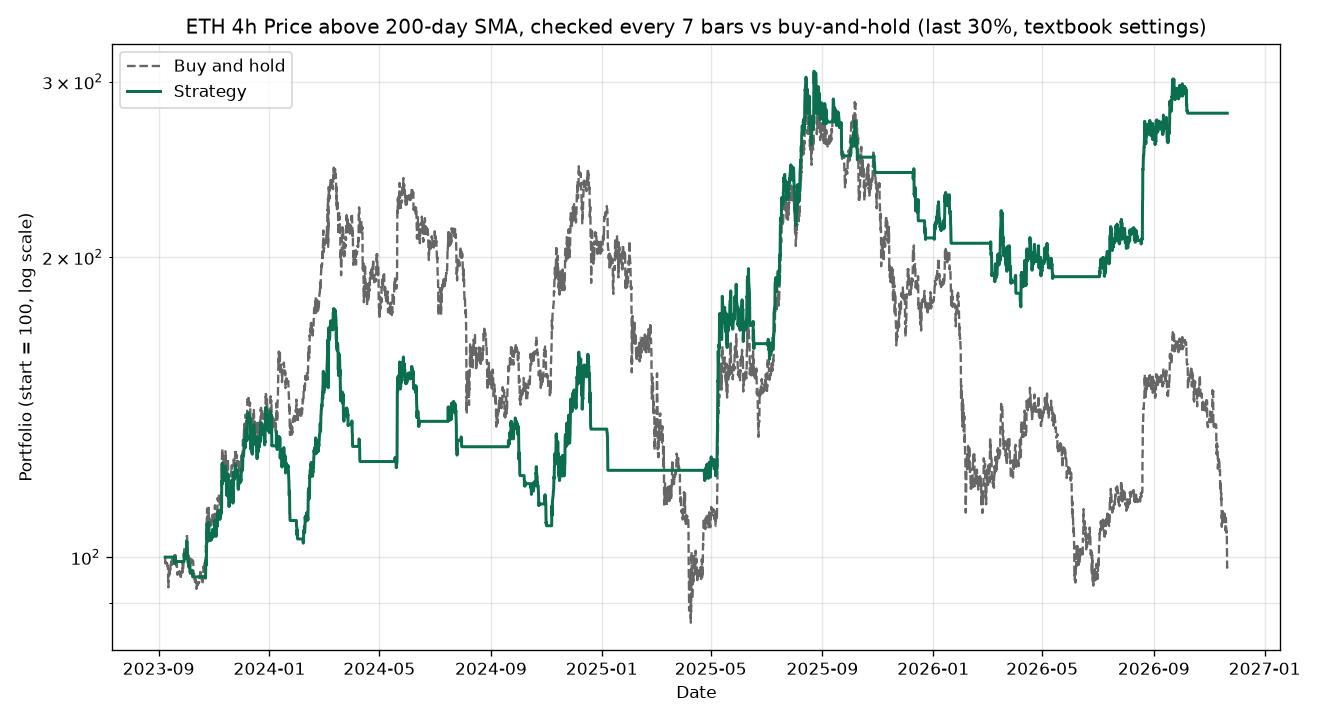 ETH 4h Price above 200-day SMA, checked every 7 bars vs buy-and-hold (last 30%, textbook settings)
Buy and hold
Strategy
3 × 10²
2 × 10²
10²
Portfolio (start = 100, log scale)
2023-09 2024-01 2024-05 2024-09 2025-01 2025-05 2025-09 2026-01 2026-05 2026-09 2027-01
Date